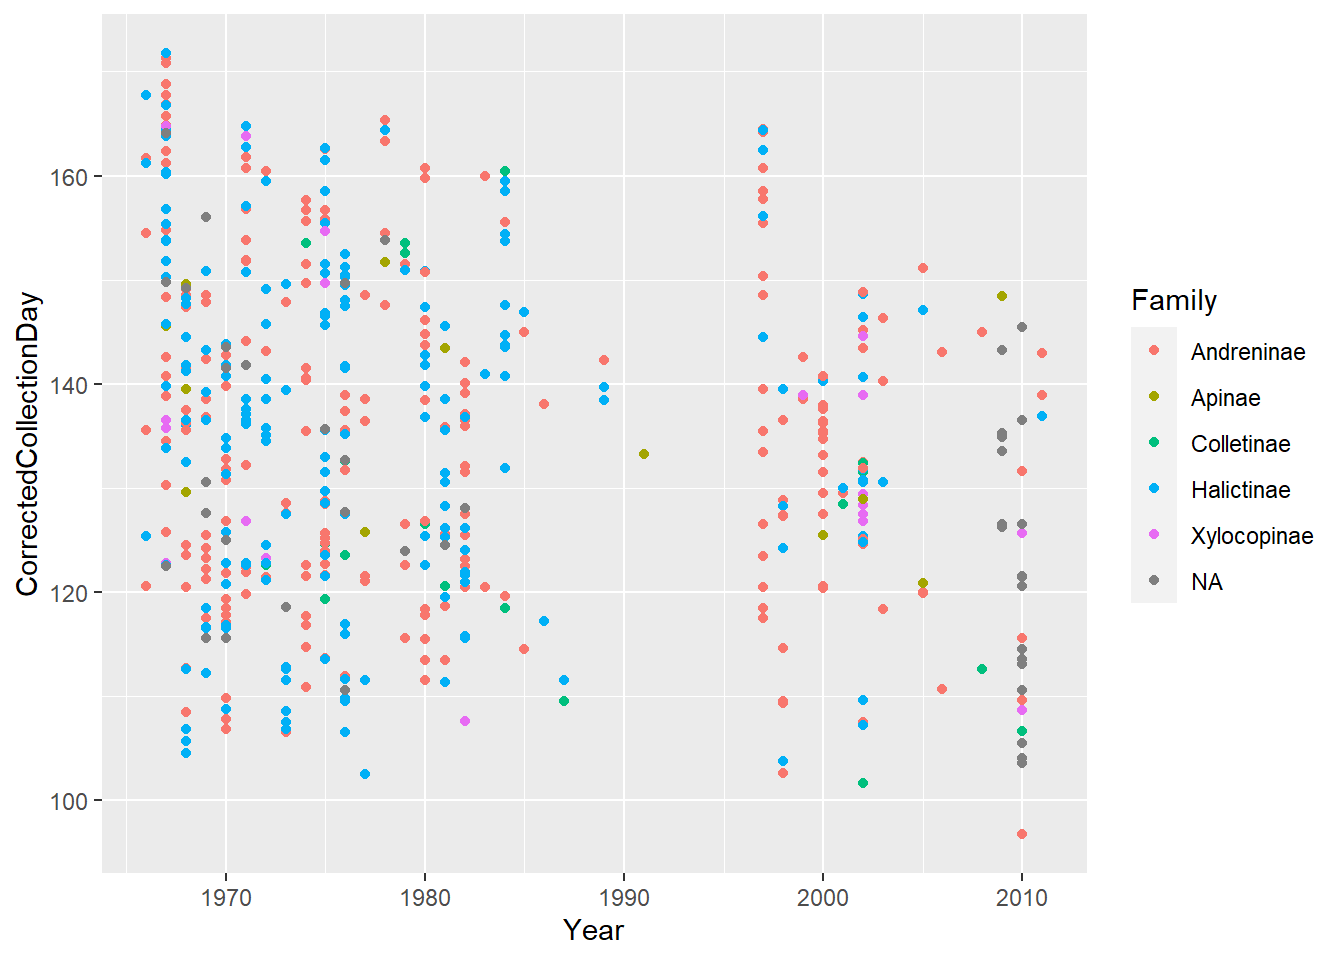 CorrectedCollectionDay
160
140
120
100
1970
1980
1990
2000
2010
Year
Family
Andreninae
Apinae
Colletinae
Halictinae
Xylocopinae
NA